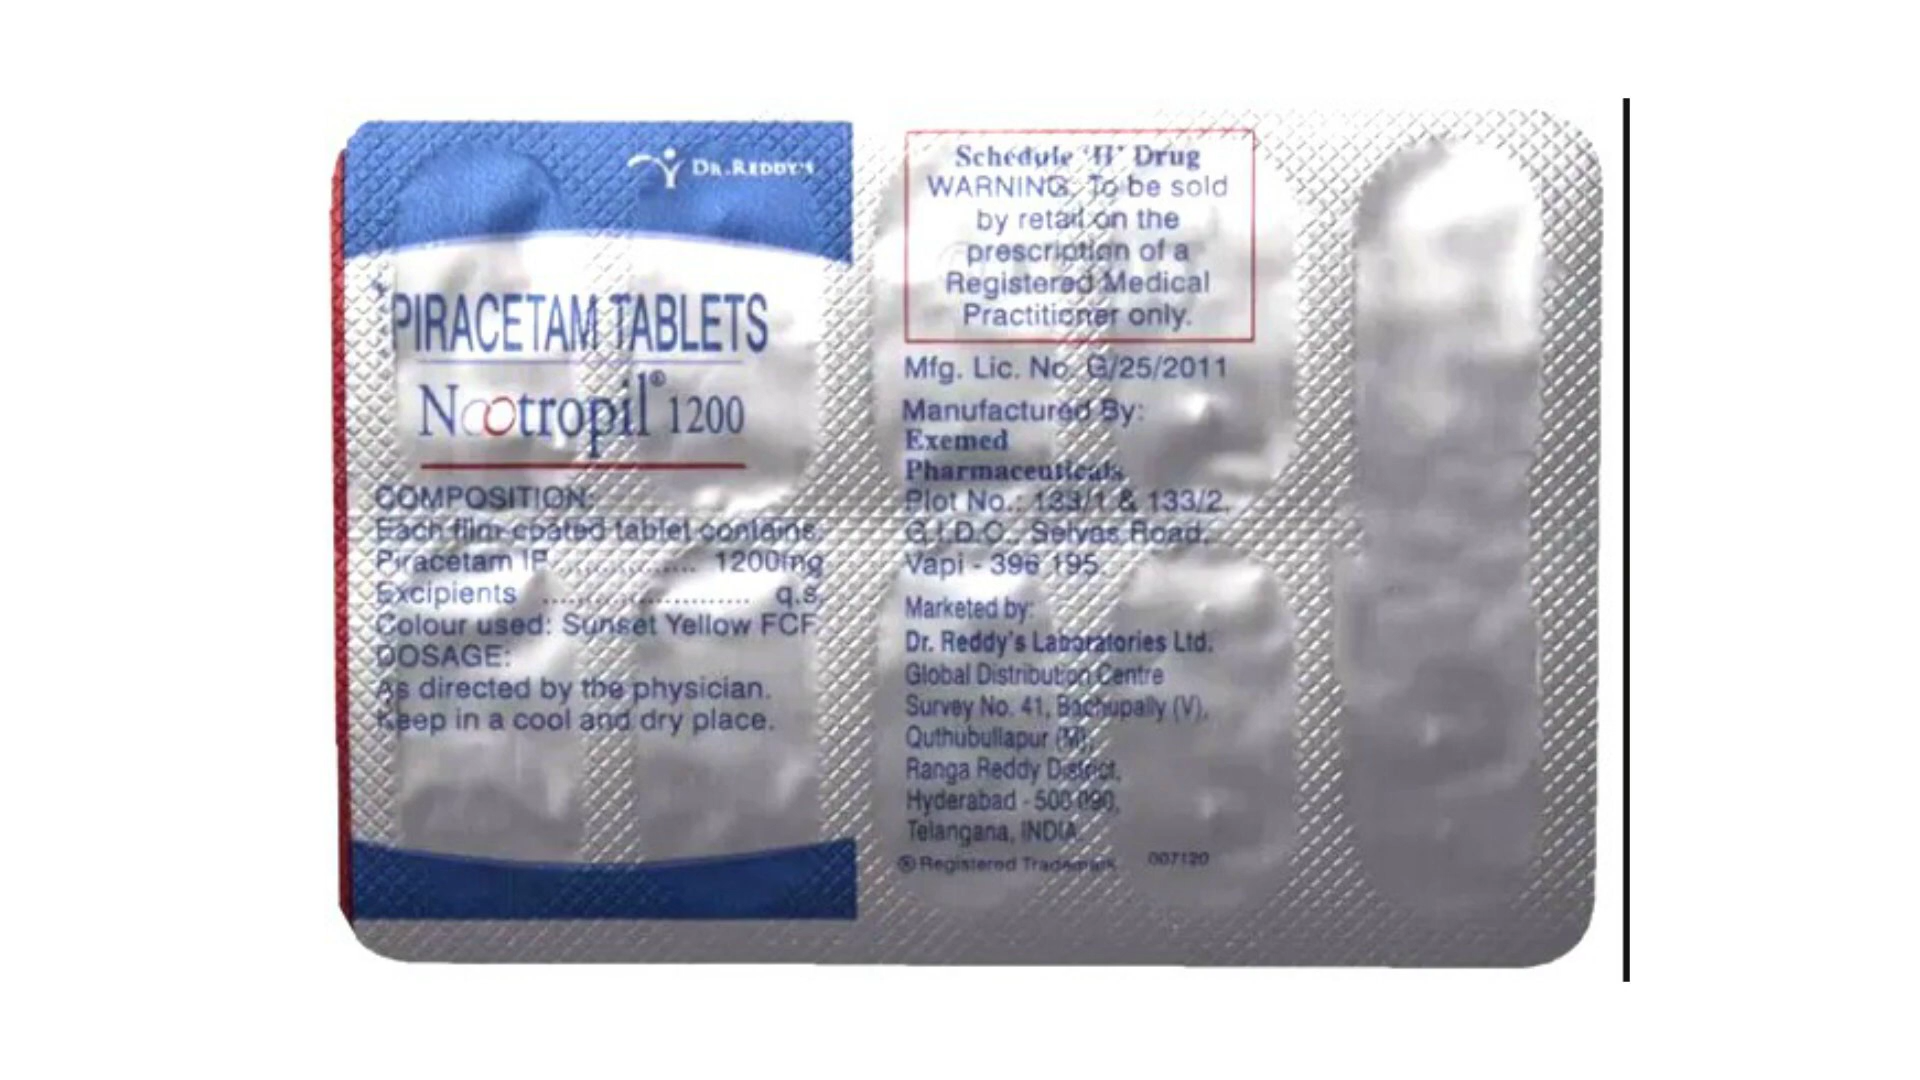 DR.REDDY'S
PIRACETAM TABLETS
Nootropil® 1200
COMPOSITION:
Each film-coated tablet contains.
Piracetam IP ................ 1200mg
Excipients ........................ q.s.
Colour used: Sunset Yellow FCF.
DOSAGE:
As directed by the physician.
Keep in a cool and dry place.
Schedule 'H' Drug
WARNING: To be sold
by retail on the
prescription of a
Registered Medical
Practitioner only.
Mfg. Lic. No. G/25/2011
Manufactured By:
Exemed
Pharmaceuticals
Plot No.: 133/1 & 133/2,
G.I.D.C., Selvas Road,
Vapi - 396 195.
Marketed by:
Dr. Reddy's Laboratories Ltd.
Global Distribution Centre
Survey No. 41, Bachupally (V),
Quthubullapur (M),
Ranga Reddy District,
Hyderabad - 500 090,
Telangana, INDIA.
® Registered Trademark 007120